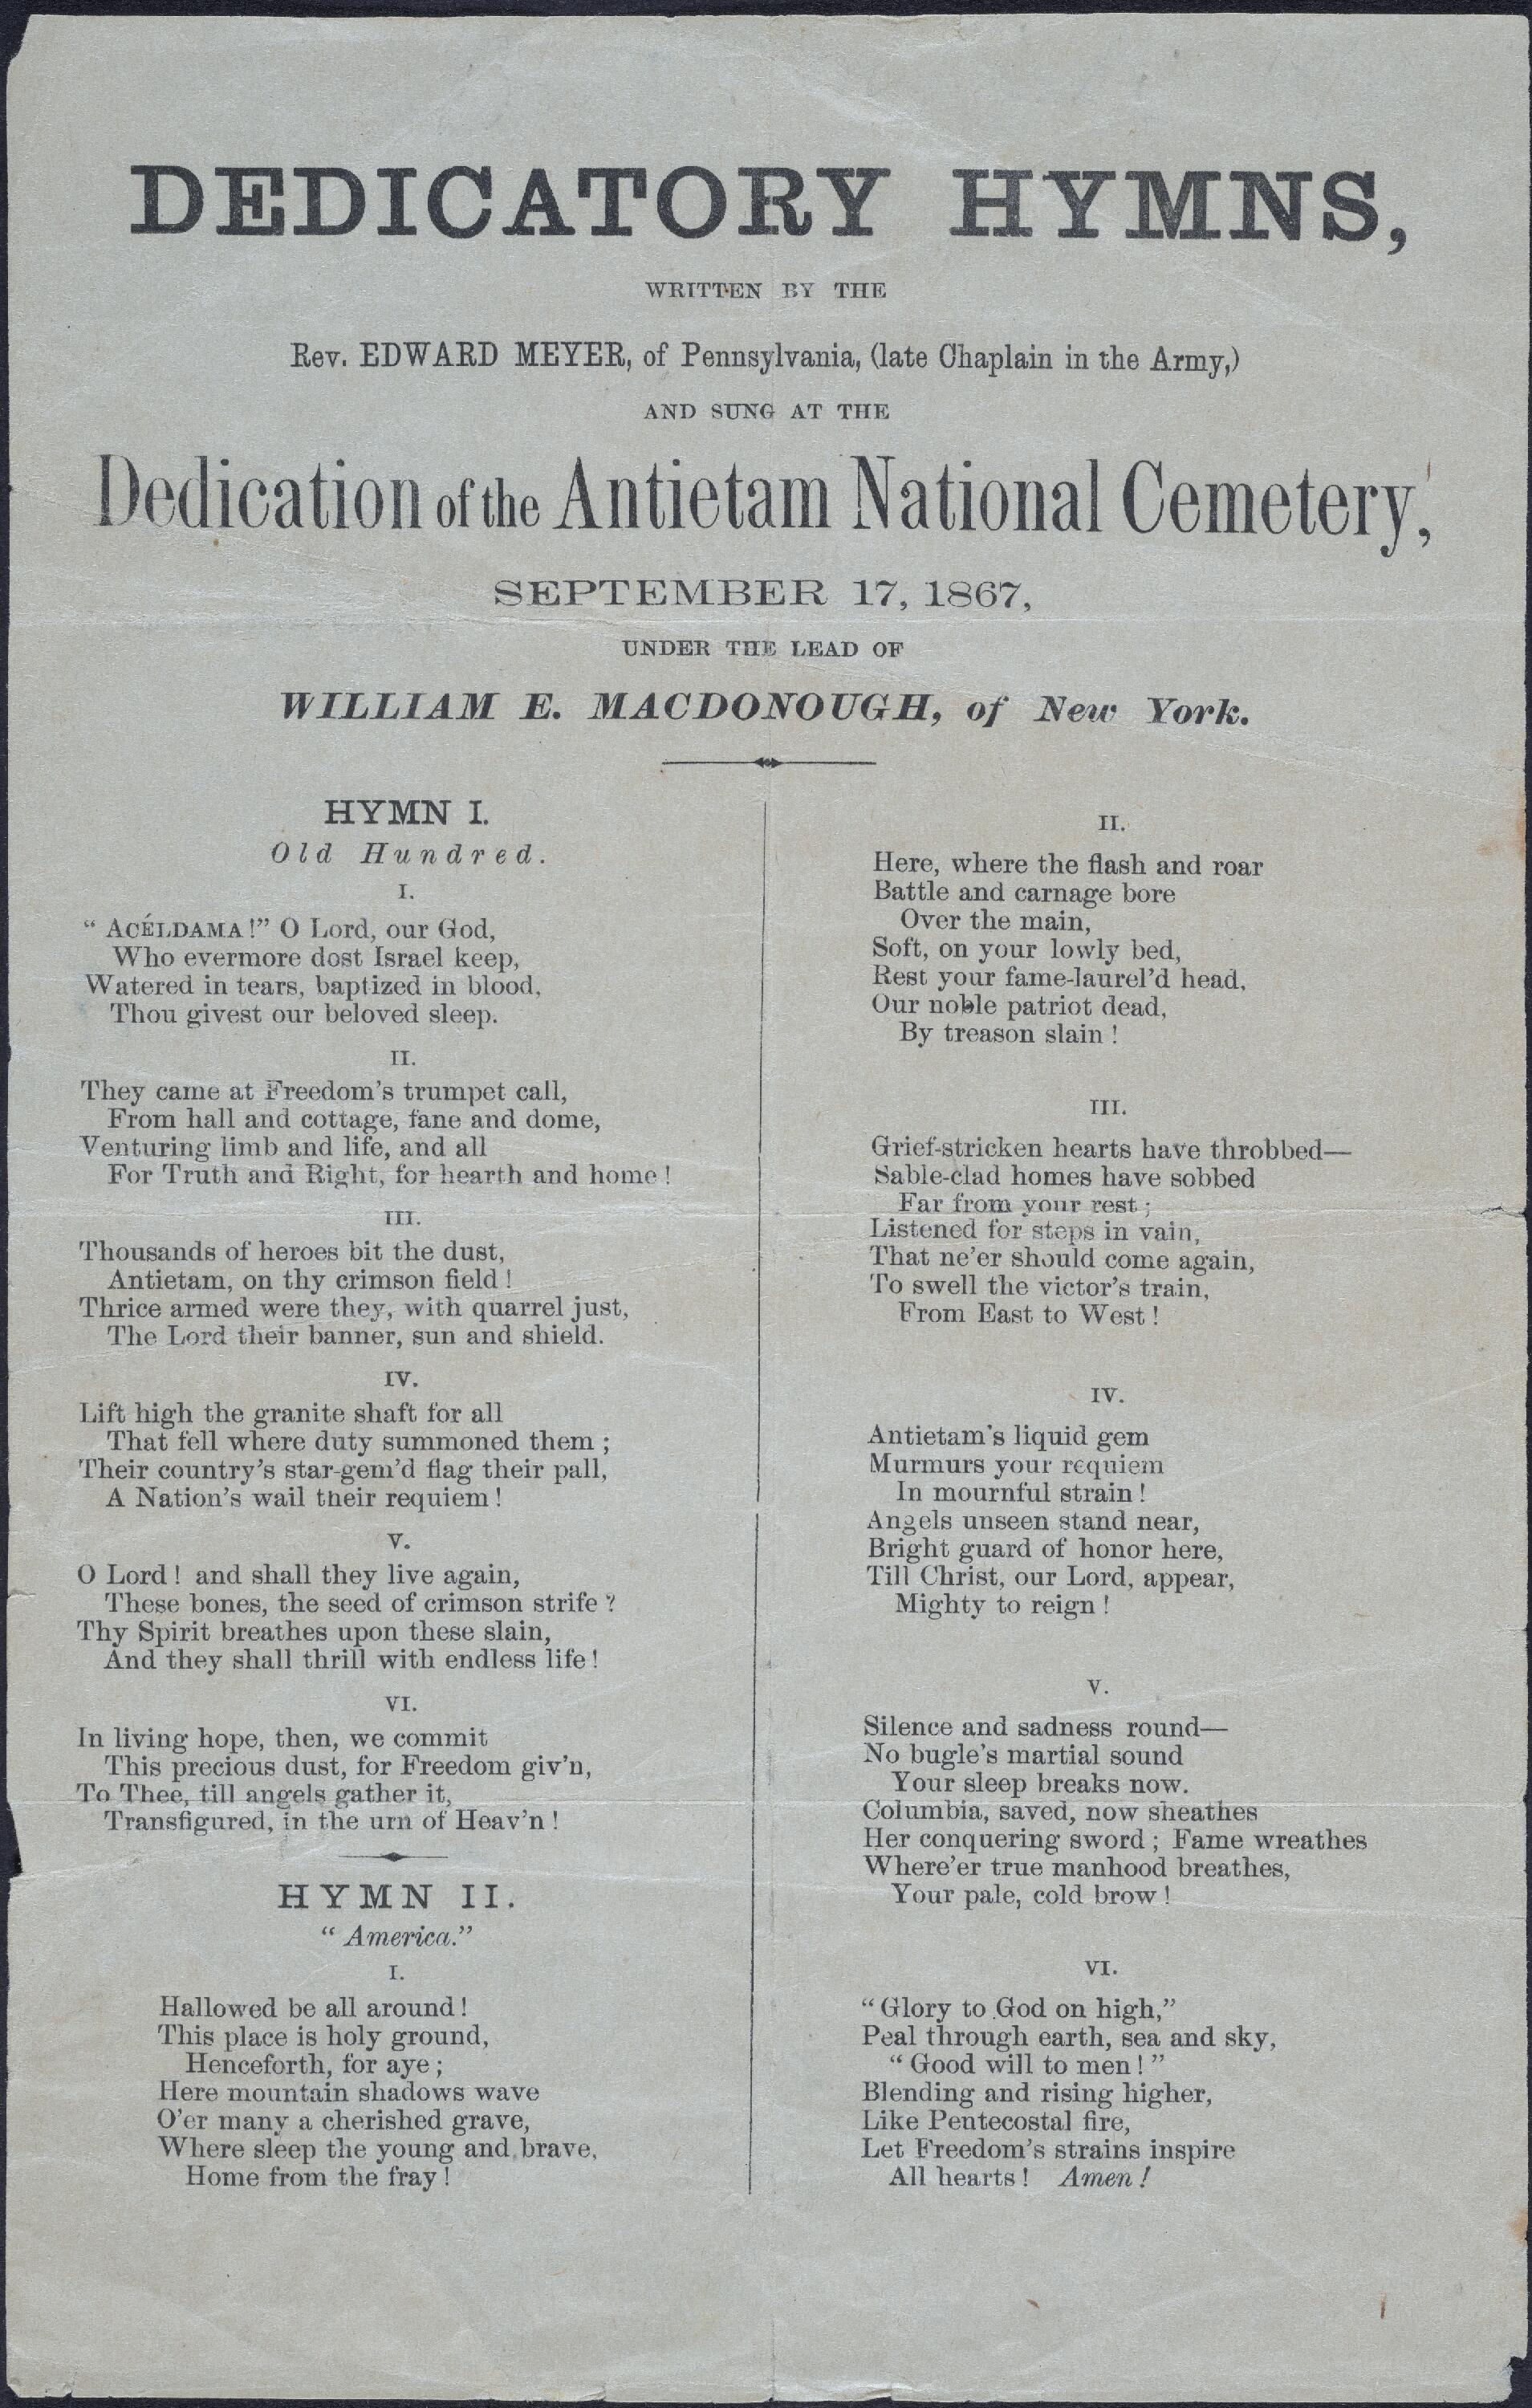 DEDICATORY HYMNS,
WRITTEN BY THE
Rev. EDWARD MEYER, of Pennsylvania, (late Chaplain in the Army,)
AND SUNG AT THE
Dedication of the Antietam National Cemetery,
SEPTEMBER 17, 1867,
UNDER THE LEAD OF
WILLIAM E. MACDONOUGH, of New York.
HYMN I.
Old Hundred.
I.
“ ACÉLDAMA!” O Lord, our God,
Who evermore dost Israel keep,
Watered in tears, baptized in blood,
Thou givest our beloved sleep.
II.
They came at Freedom’s trumpet call,
From hall and cottage, fane and dome,
Venturing limb and life, and all
For Truth and Right, for hearth and home !
III.
Thousands of heroes bit the dust,
Antietam, on thy crimson field !
Thrice armed were they, with quarrel just,
The Lord their banner, sun and shield.
IV.
Lift high the granite shaft for all
That fell where duty summoned them ;
Their country’s star-gem’d flag their pall,
A Nation’s wail their requiem !
V.
O Lord ! and shall they live again,
These bones, the seed of crimson strife ?
Thy Spirit breathes upon these slain,
And they shall thrill with endless life !
VI.
In living hope, then, we commit
This precious dust, for Freedom giv’n,
To Thee, till angels gather it,
Transfigured, in the urn of Heav’n !
HYMN II.
“ America.”
I.
Hallowed be all around !
This place is holy ground,
Henceforth, for aye ;
Here mountain shadows wave
O’er many a cherished grave,
Where sleep the young and brave,
Home from the fray !
II.
Here, where the flash and roar
Battle and carnage bore
Over the main,
Soft, on your lowly bed,
Rest your fame-laurel’d head,
Our noble patriot dead,
By treason slain !
III.
Grief-stricken hearts have throbbed—
Sable-clad homes have sobbed
Far from your rest ;
Listened for steps in vain,
That ne’er should come again,
To swell the victor’s train,
From East to West !
IV.
Antietam’s liquid gem
Murmurs your requiem
In mournful strain !
Angels unseen stand near,
Bright guard of honor here,
Till Christ, our Lord, appear,
Mighty to reign !
V.
Silence and sadness round—
No bugle’s martial sound
Your sleep breaks now.
Columbia, saved, now sheathes
Her conquering sword ; Fame wreathes
Where’er true manhood breathes,
Your pale, cold brow !
VI.
“ Glory to God on high,”
Peal through earth, sea and sky,
“ Good will to men ! ”
Blending and rising higher,
Like Pentecostal fire,
Let Freedom’s strains inspire
All hearts ! Amen !